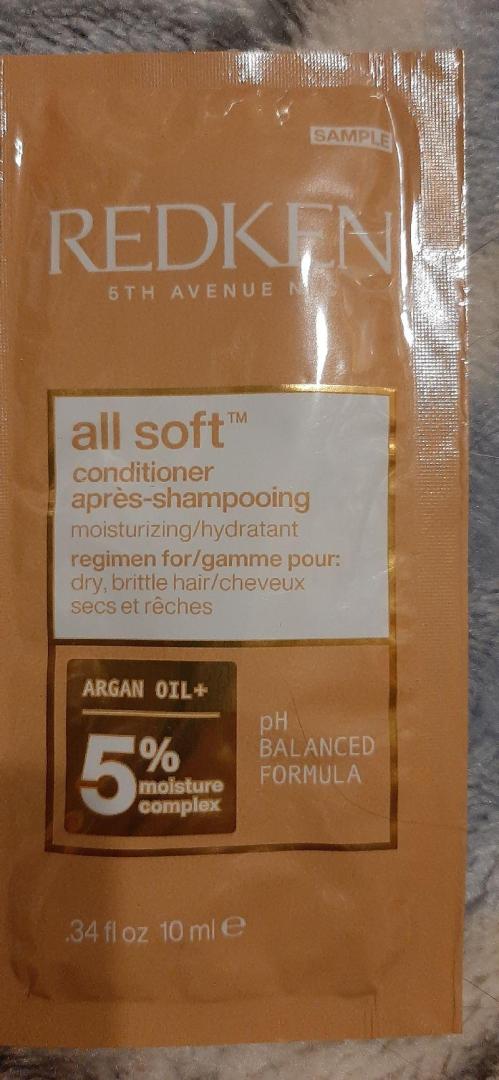 SAMPLE
REDKEN
5TH AVENUE
all soft™
conditioner
après-shampooing
moisturizing/hydratant
regimen for/gamme pour:
dry, brittle hair/cheveux
secs et rêches
ARGAN OIL+
5%
moisture
complex
pH
BALANCED
FORMULA
.34 fl oz 10 ml ℮